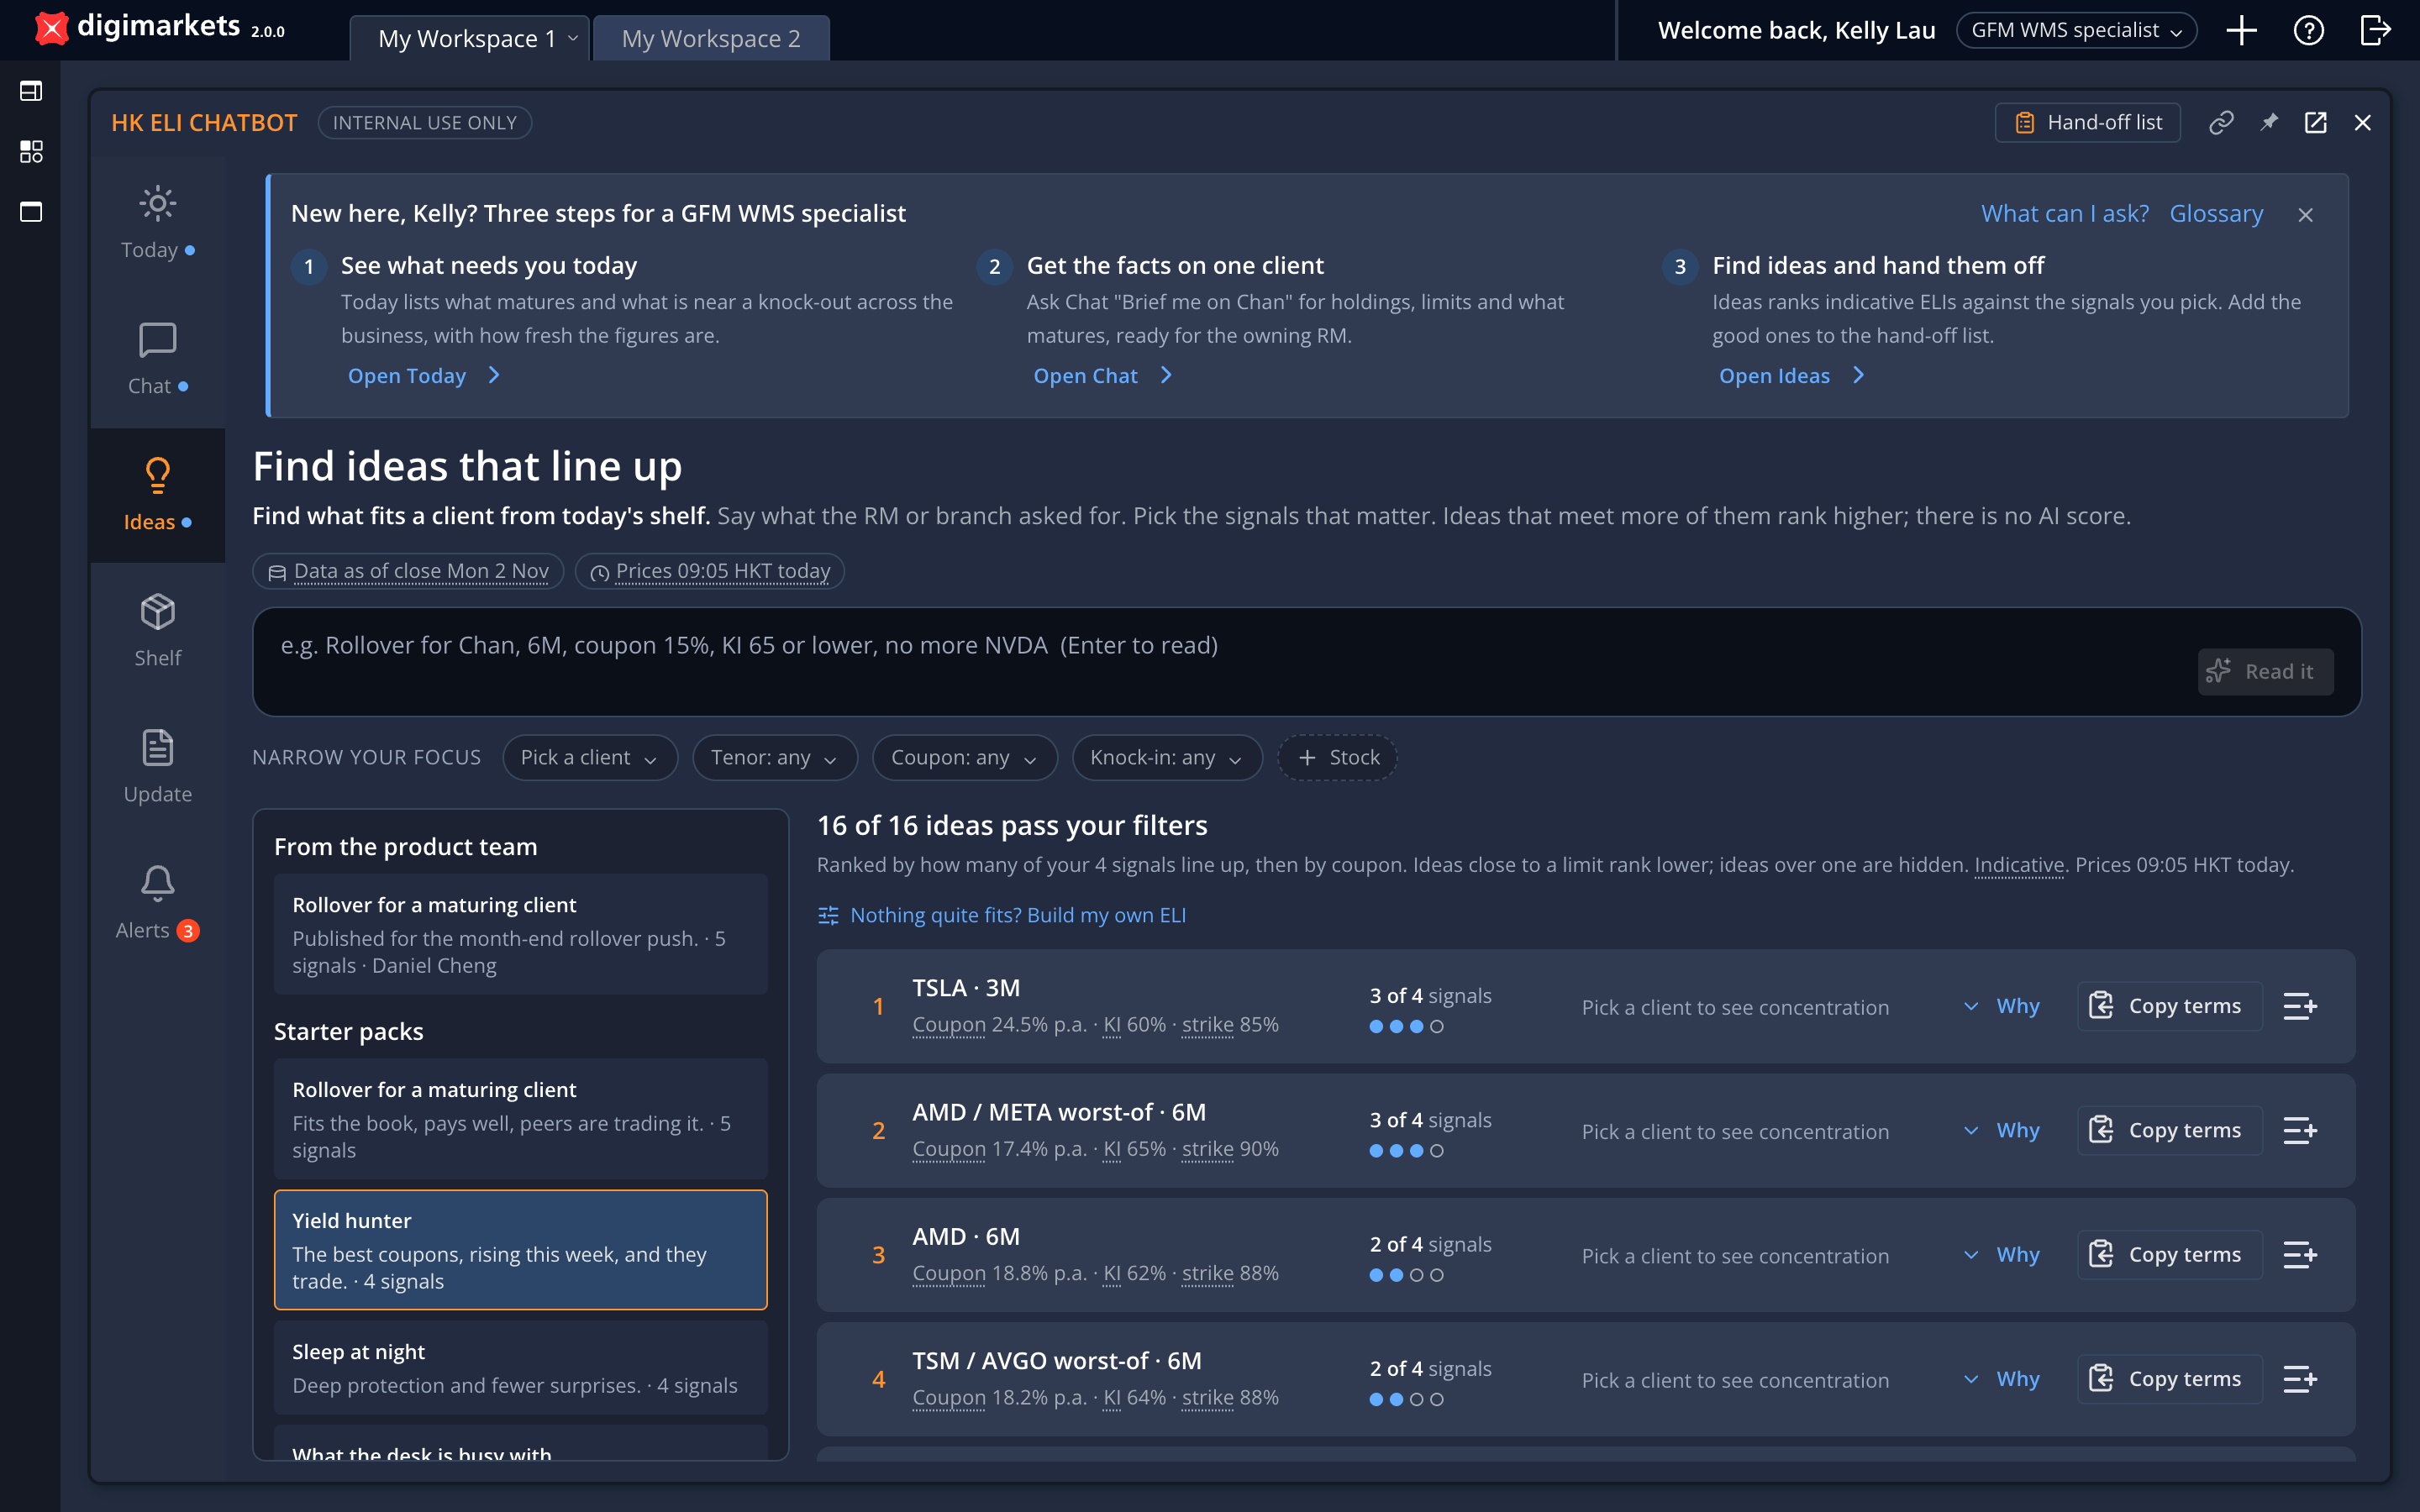 digimarkets 2.0.0
My Workspace 1
My Workspace 2
Welcome back, Kelly Lau
GFM WMS specialist
HK ELI CHATBOT
INTERNAL USE ONLY
Hand-off list
Today
Chat
Ideas
Shelf
Update
Alerts 3
New here, Kelly? Three steps for a GFM WMS specialist
What can I ask?
Glossary
1
See what needs you today
Today lists what matures and what is near a knock-out across the
business, with how fresh the figures are.
Open Today
2
Get the facts on one client
Ask Chat "Brief me on Chan" for holdings, limits and what
matures, ready for the owning RM.
Open Chat
3
Find ideas and hand them off
Ideas ranks indicative ELIs against the signals you pick. Add the
good ones to the hand-off list.
Open Ideas
Find ideas that line up
Find what fits a client from today's shelf. Say what the RM or branch asked for. Pick the signals that matter. Ideas that meet more of them rank higher; there is no AI score.
Data as of close Mon 2 Nov
Prices 09:05 HKT today
e.g. Rollover for Chan, 6M, coupon 15%, KI 65 or lower, no more NVDA (Enter to read)
Read it
NARROW YOUR FOCUS
Pick a client
Tenor: any
Coupon: any
Knock-in: any
+ Stock
From the product team
Rollover for a maturing client
Published for the month-end rollover push. · 5
signals · Daniel Cheng
Starter packs
Rollover for a maturing client
Fits the book, pays well, peers are trading it. · 5
signals
Yield hunter
The best coupons, rising this week, and they
trade. · 4 signals
Sleep at night
Deep protection and fewer surprises. · 4 signals
What the desk is busy with
16 of 16 ideas pass your filters
Ranked by how many of your 4 signals line up, then by coupon. Ideas close to a limit rank lower; ideas over one are hidden. Indicative. Prices 09:05 HKT today.
Nothing quite fits? Build my own ELI
1
TSLA · 3M
Coupon 24.5% p.a. · KI 60% · strike 85%
3 of 4 signals
Pick a client to see concentration
Why
Copy terms
2
AMD / META worst-of · 6M
Coupon 17.4% p.a. · KI 65% · strike 90%
3 of 4 signals
Pick a client to see concentration
Why
Copy terms
3
AMD · 6M
Coupon 18.8% p.a. · KI 62% · strike 88%
2 of 4 signals
Pick a client to see concentration
Why
Copy terms
4
TSM / AVGO worst-of · 6M
Coupon 18.2% p.a. · KI 64% · strike 88%
2 of 4 signals
Pick a client to see concentration
Why
Copy terms